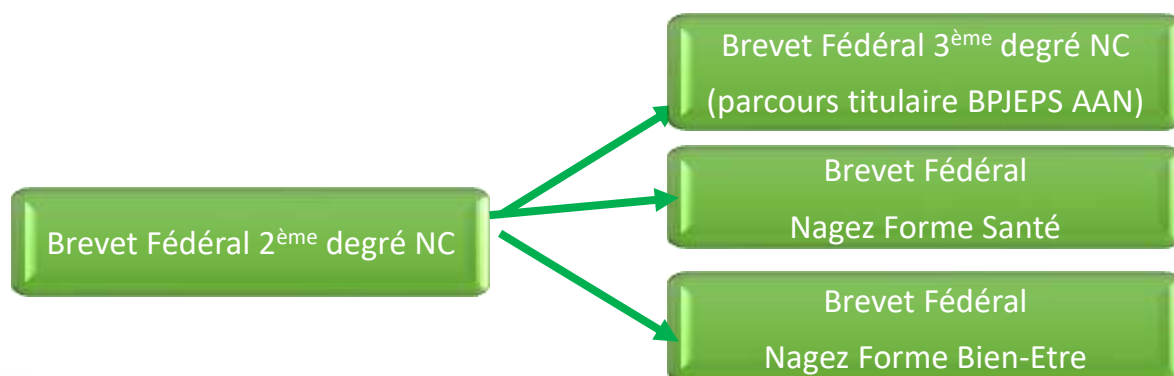 Brevet Fédéral 3ème degré NC
(parcours titulaire BPJEPS AAN)
Brevet Fédéral
Nagez Forme Santé
Brevet Fédéral 2ème degré NC
Brevet Fédéral
Nagez Forme Bien-Etre